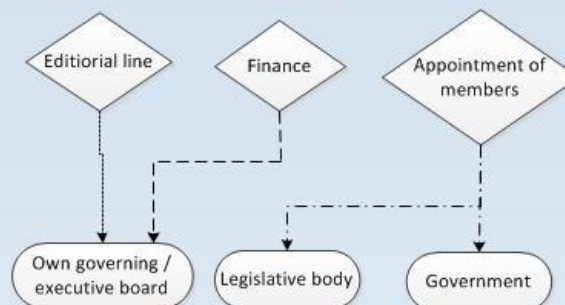 Editiorial line
Finance
Appointment of
members
Own governing /
executive board
Legislative body
Government